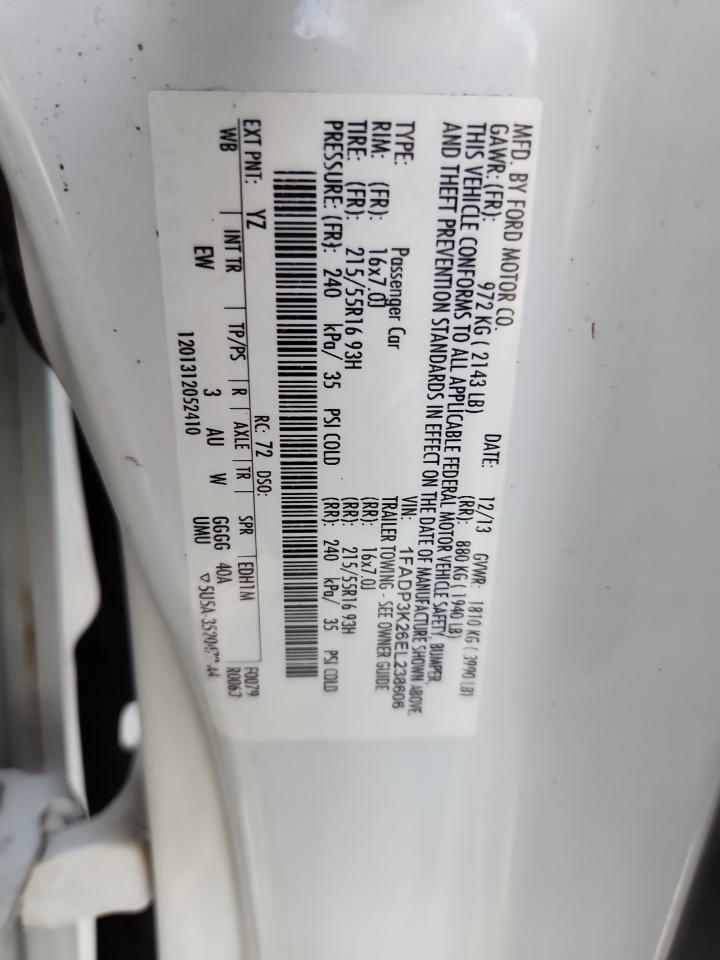 MFD. BY FORD MOTOR CO.
DATE: 12/13 GVWR: 1810 KG ( 3990 LB)
GAWR: (FR): 972 KG ( 2143 LB) (RR): 880 KG ( 1940 LB)
THIS VEHICLE CONFORMS TO ALL APPLICABLE FEDERAL MOTOR VEHICLE SAFETY, BUMPER,
AND THEFT PREVENTION STANDARDS IN EFFECT ON THE DATE OF MANUFACTURE SHOWN ABOVE.
VIN: 1FADP3K26EL238606
TYPE: Passenger Car TRAILER TOWING - SEE OWNER GUIDE
RIM: (FR): 16x7.0J (RR): 16x7.0J
TIRE: (FR): 215/55R16 93H (RR): 215/55R16 93H
PRESSURE: (FR): 240 kPa/ 35 PSI COLD (RR): 240 kPa/ 35 PSI COLD
EXT PNT: YZ RC: 72 DSO: F0079
WB | INT TR | TP/PS | R | AXLE | TR | SPR | EDH1M R0063
EW 3 AU W GGGG 40A
1201312052410 UMU ▽ 5U5A-